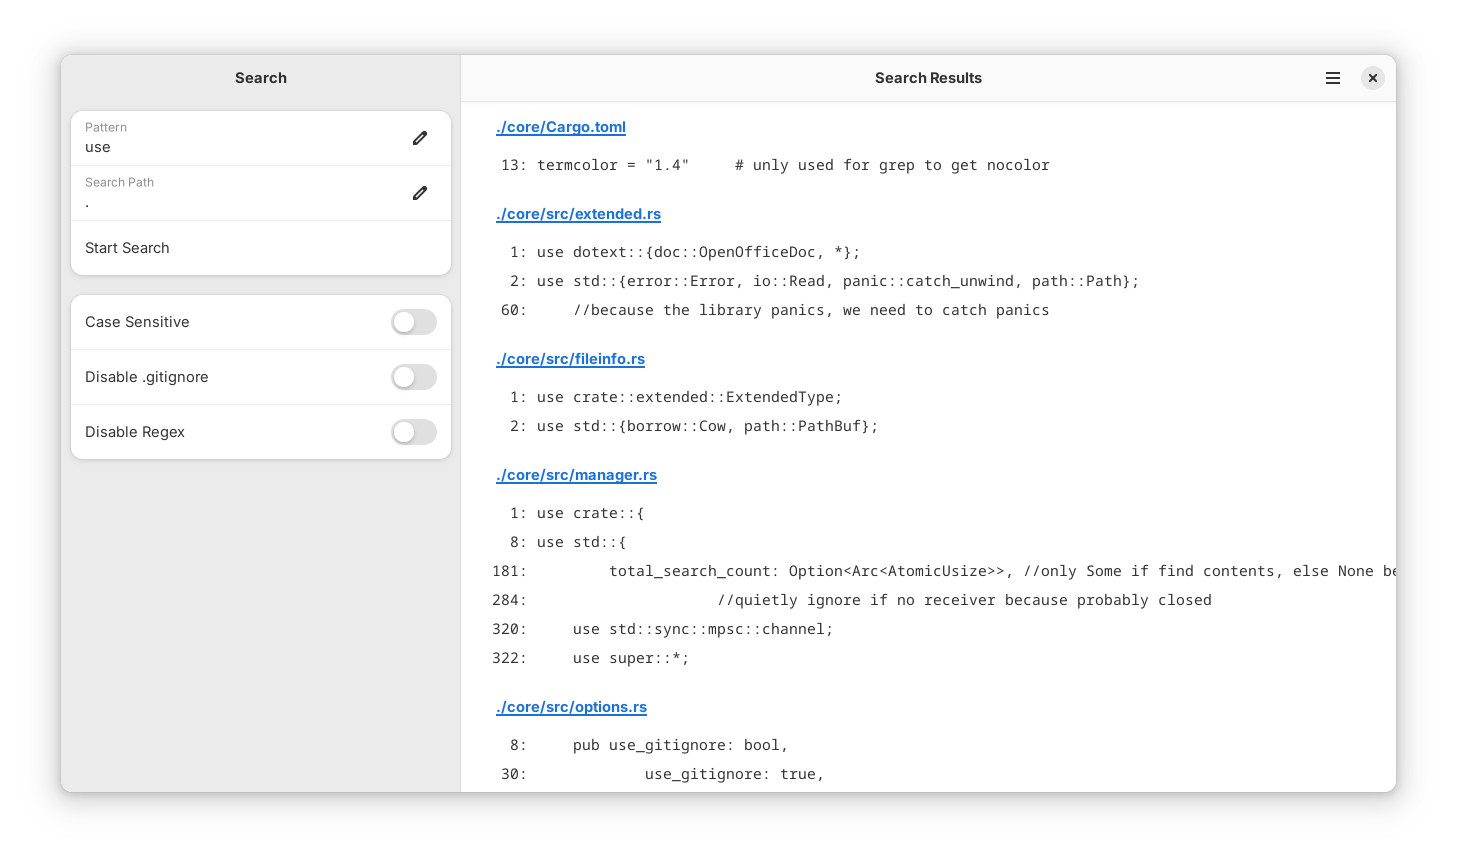 Search
Pattern
use
Search Path
.
Start Search
Case Sensitive
Disable .gitignore
Disable Regex
Search Results
./core/Cargo.toml
13: termcolor = "1.4"     # unly used for grep to get nocolor
./core/src/extended.rs
1: use dotext::{doc::OpenOfficeDoc, *};
2: use std::{error::Error, io::Read, panic::catch_unwind, path::Path};
60:     //because the library panics, we need to catch panics
./core/src/fileinfo.rs
1: use crate::extended::ExtendedType;
2: use std::{borrow::Cow, path::PathBuf};
./core/src/manager.rs
1: use crate::{
8: use std::{
181:         total_search_count: Option<Arc<AtomicUsize>>, //only Some if find contents, else None be
284:                     //quietly ignore if no receiver because probably closed
320:     use std::sync::mpsc::channel;
322:     use super::*;
./core/src/options.rs
8:     pub use_gitignore: bool,
30:             use_gitignore: true,